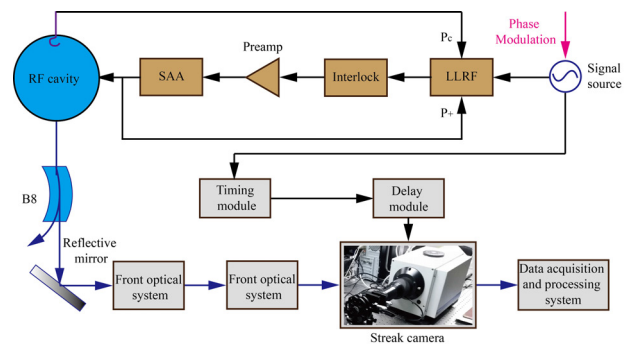 Phase
Modulation
Pc
Preamp
RF cavity
SAA
Interlock
LLRF
Signal
source
P+
Timing
module
Delay
module
B8
Reflective
mirror
Front optical
system
Front optical
system
Data acquisition
and processing
system
Streak camera